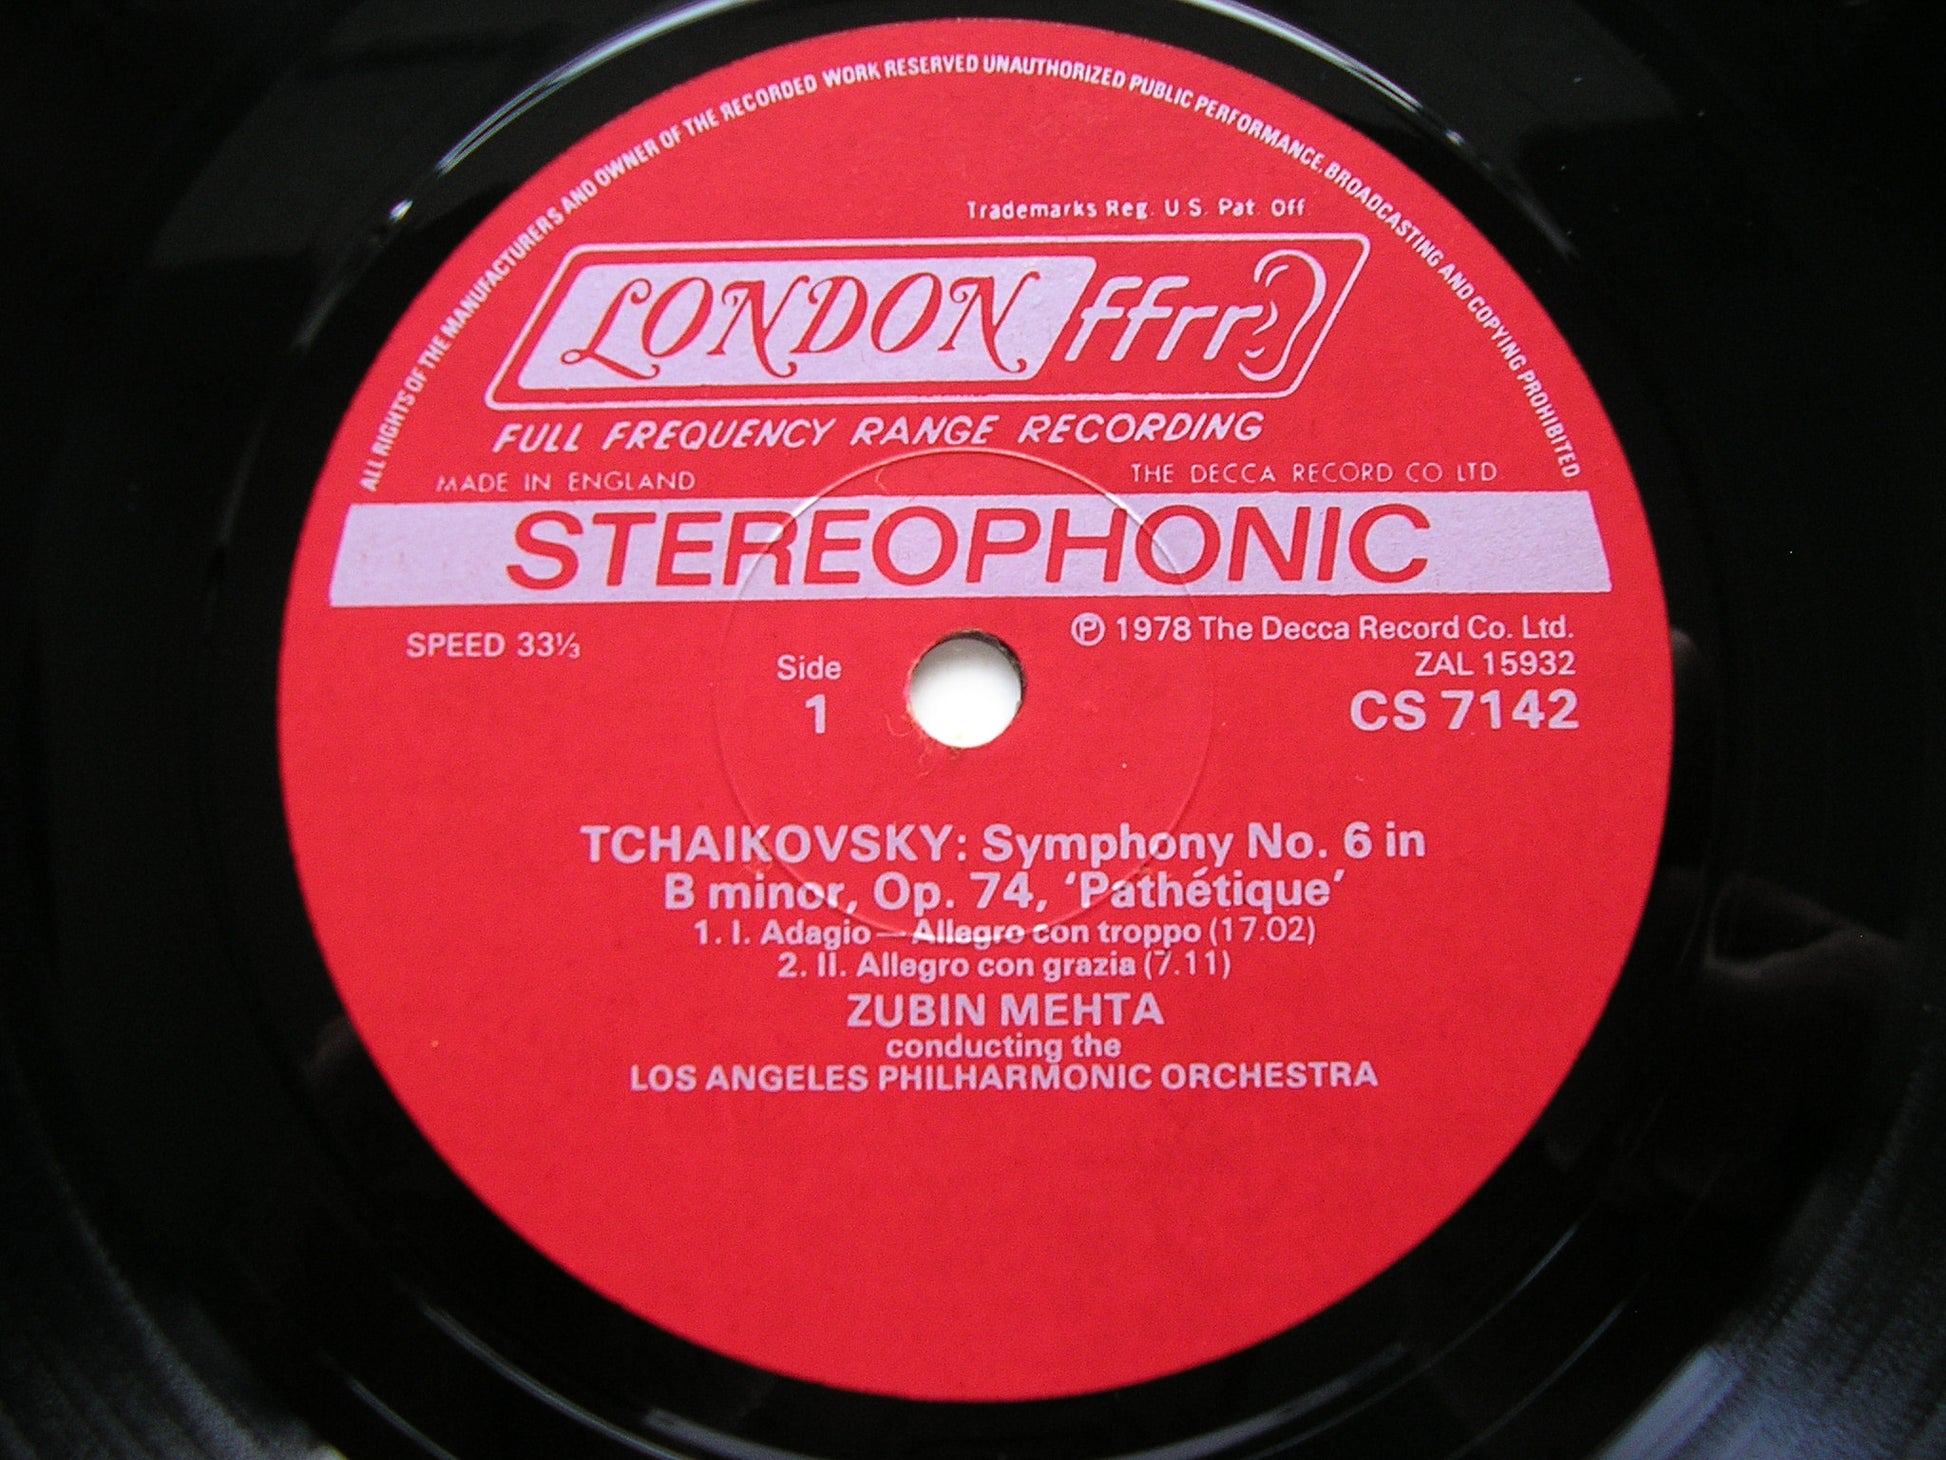 ALL RIGHTS OF THE MANUFACTURERS AND OWNER OF THE RECORDED WORK RESERVED UNAUTHORIZED PUBLIC PERFORMANCE, BROADCASTING AND COPYING PROHIBITED
Trademarks Reg. U.S. Pat. Off
LONDON ffrr
FULL FREQUENCY RANGE RECORDING
MADE IN ENGLAND
THE DECCA RECORD CO LTD
STEREOPHONIC
SPEED 33⅓
℗ 1978 The Decca Record Co. Ltd.
ZAL 15932
CS 7142
Side
1
TCHAIKOVSKY: Symphony No. 6 in
B minor, Op. 74, ‘Pathétique’
1. I. Adagio — Allegro con troppo (17.02)
2. II. Allegro con grazia (7.11)
ZUBIN MEHTA
conducting the
LOS ANGELES PHILHARMONIC ORCHESTRA